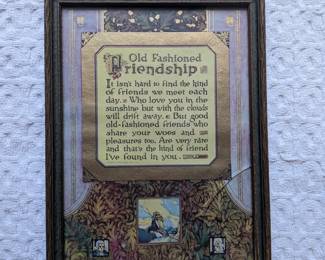 Old Fashioned
Friendship
It isn't hard to find the kind
of friends we meet each
day. Who love you in the
sunshine but with the clouds
will drift away. But good
old-fashioned friends who
share your woes and
pleasures too, Are very rare
and that's the kind of friend
I've found in you.